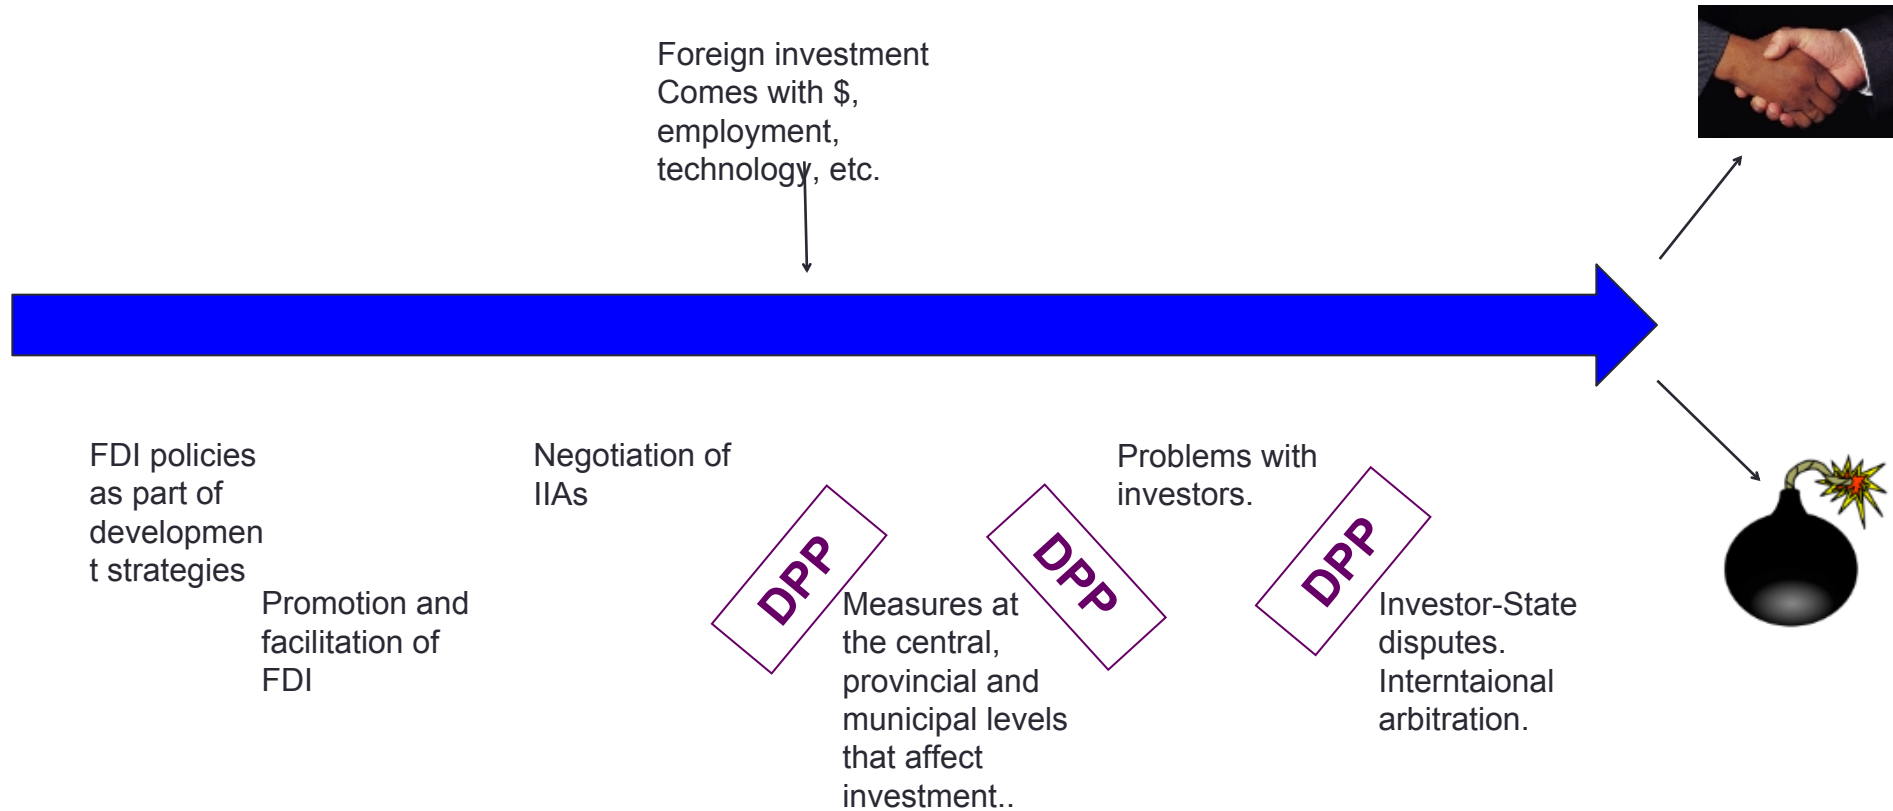 Foreign investment
Comes with $,
employment,
technology, etc.
FDI policies
as part of
developmen
t strategies
Promotion and
facilitation of
FDI
Negotiation of
IIAs
DPP
Measures at
the central,
provincial and
municipal levels
that affect
investment..
DPP
Problems with
investors.
DPP
Investor-State
disputes.
Interntaional
arbitration.